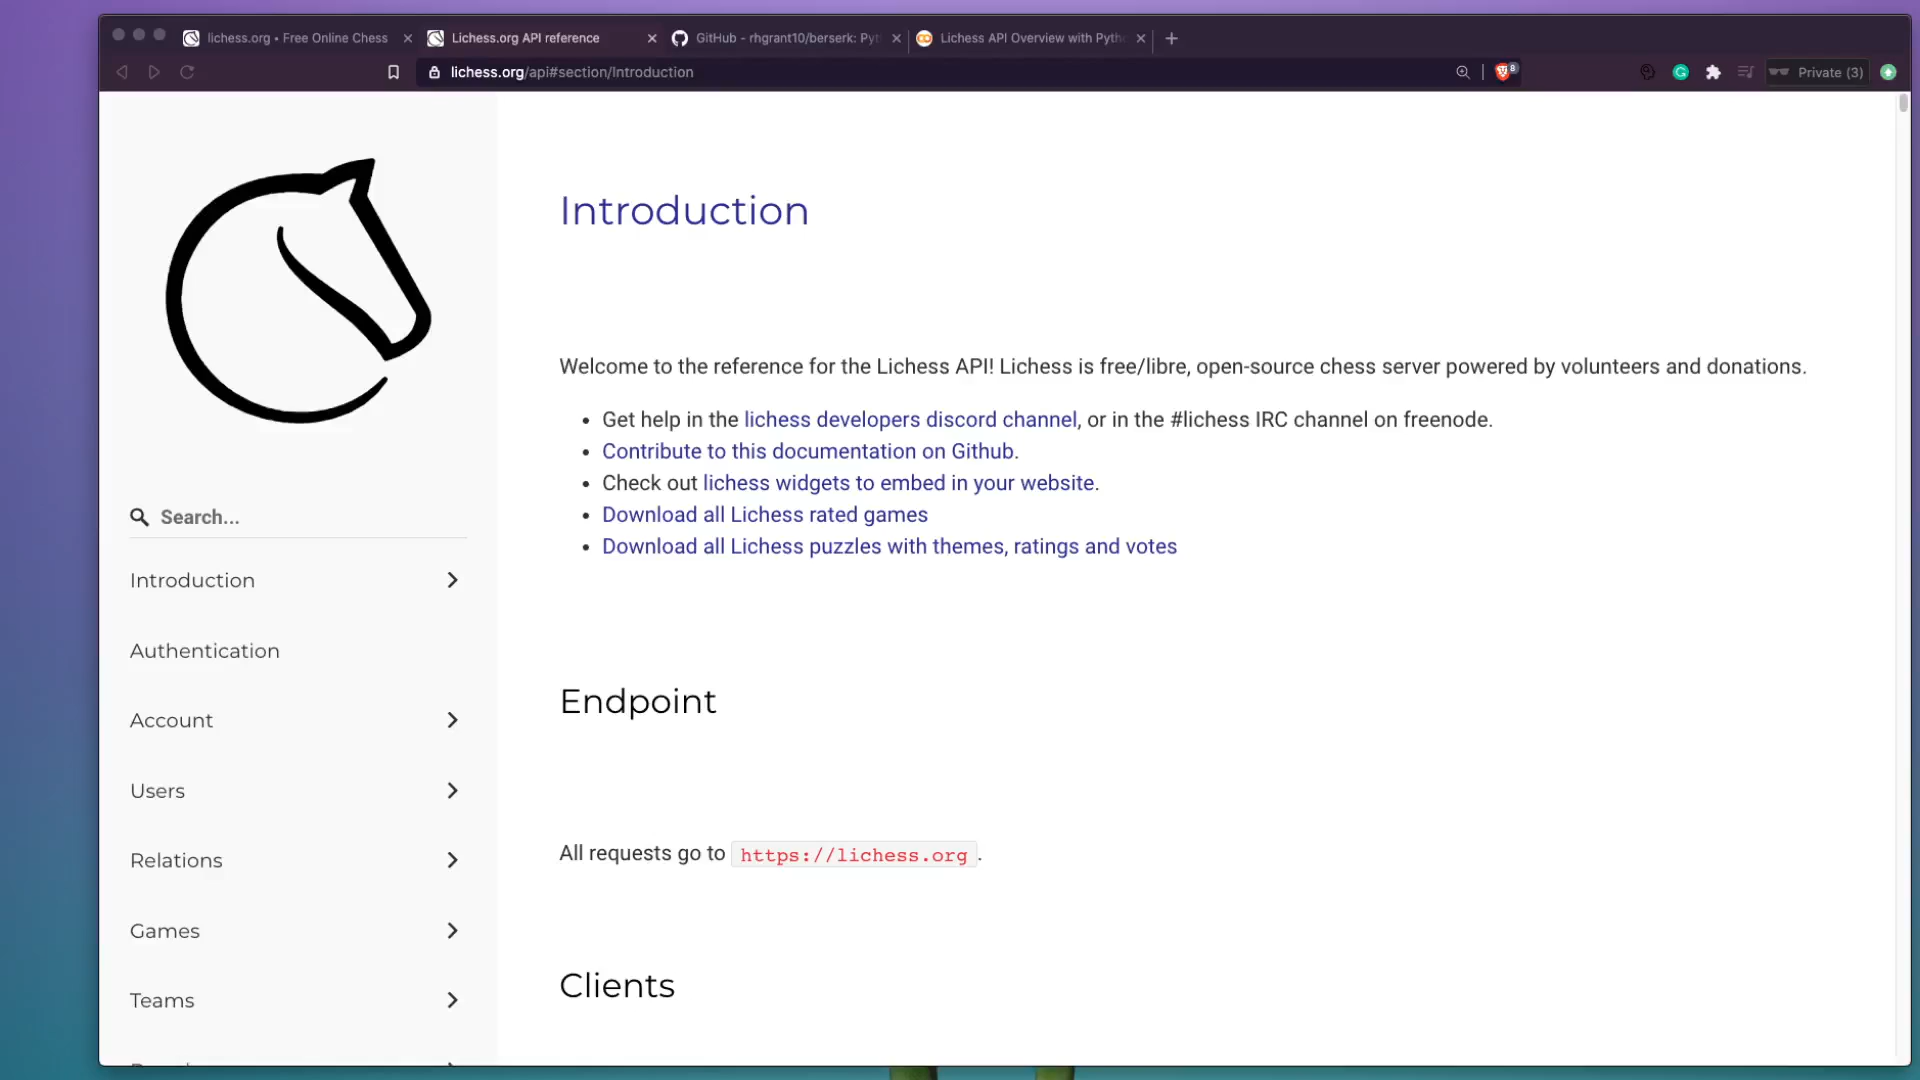 lichess.org • Free Online Chess
Lichess.org API reference
GitHub - rhgrant10/berserk: Pyt
Lichess API Overview with Pyth
lichess.org/api#section/Introduction
8
Private (3)
Search...
Introduction
Authentication
Account
Users
Relations
Games
Teams
Introduction
Welcome to the reference for the Lichess API! Lichess is free/libre, open-source chess server powered by volunteers and donations.
• Get help in the lichess developers discord channel, or in the #lichess IRC channel on freenode.
• Contribute to this documentation on Github.
• Check out lichess widgets to embed in your website.
• Download all Lichess rated games
• Download all Lichess puzzles with themes, ratings and votes
Endpoint
All requests go to https://lichess.org.
Clients